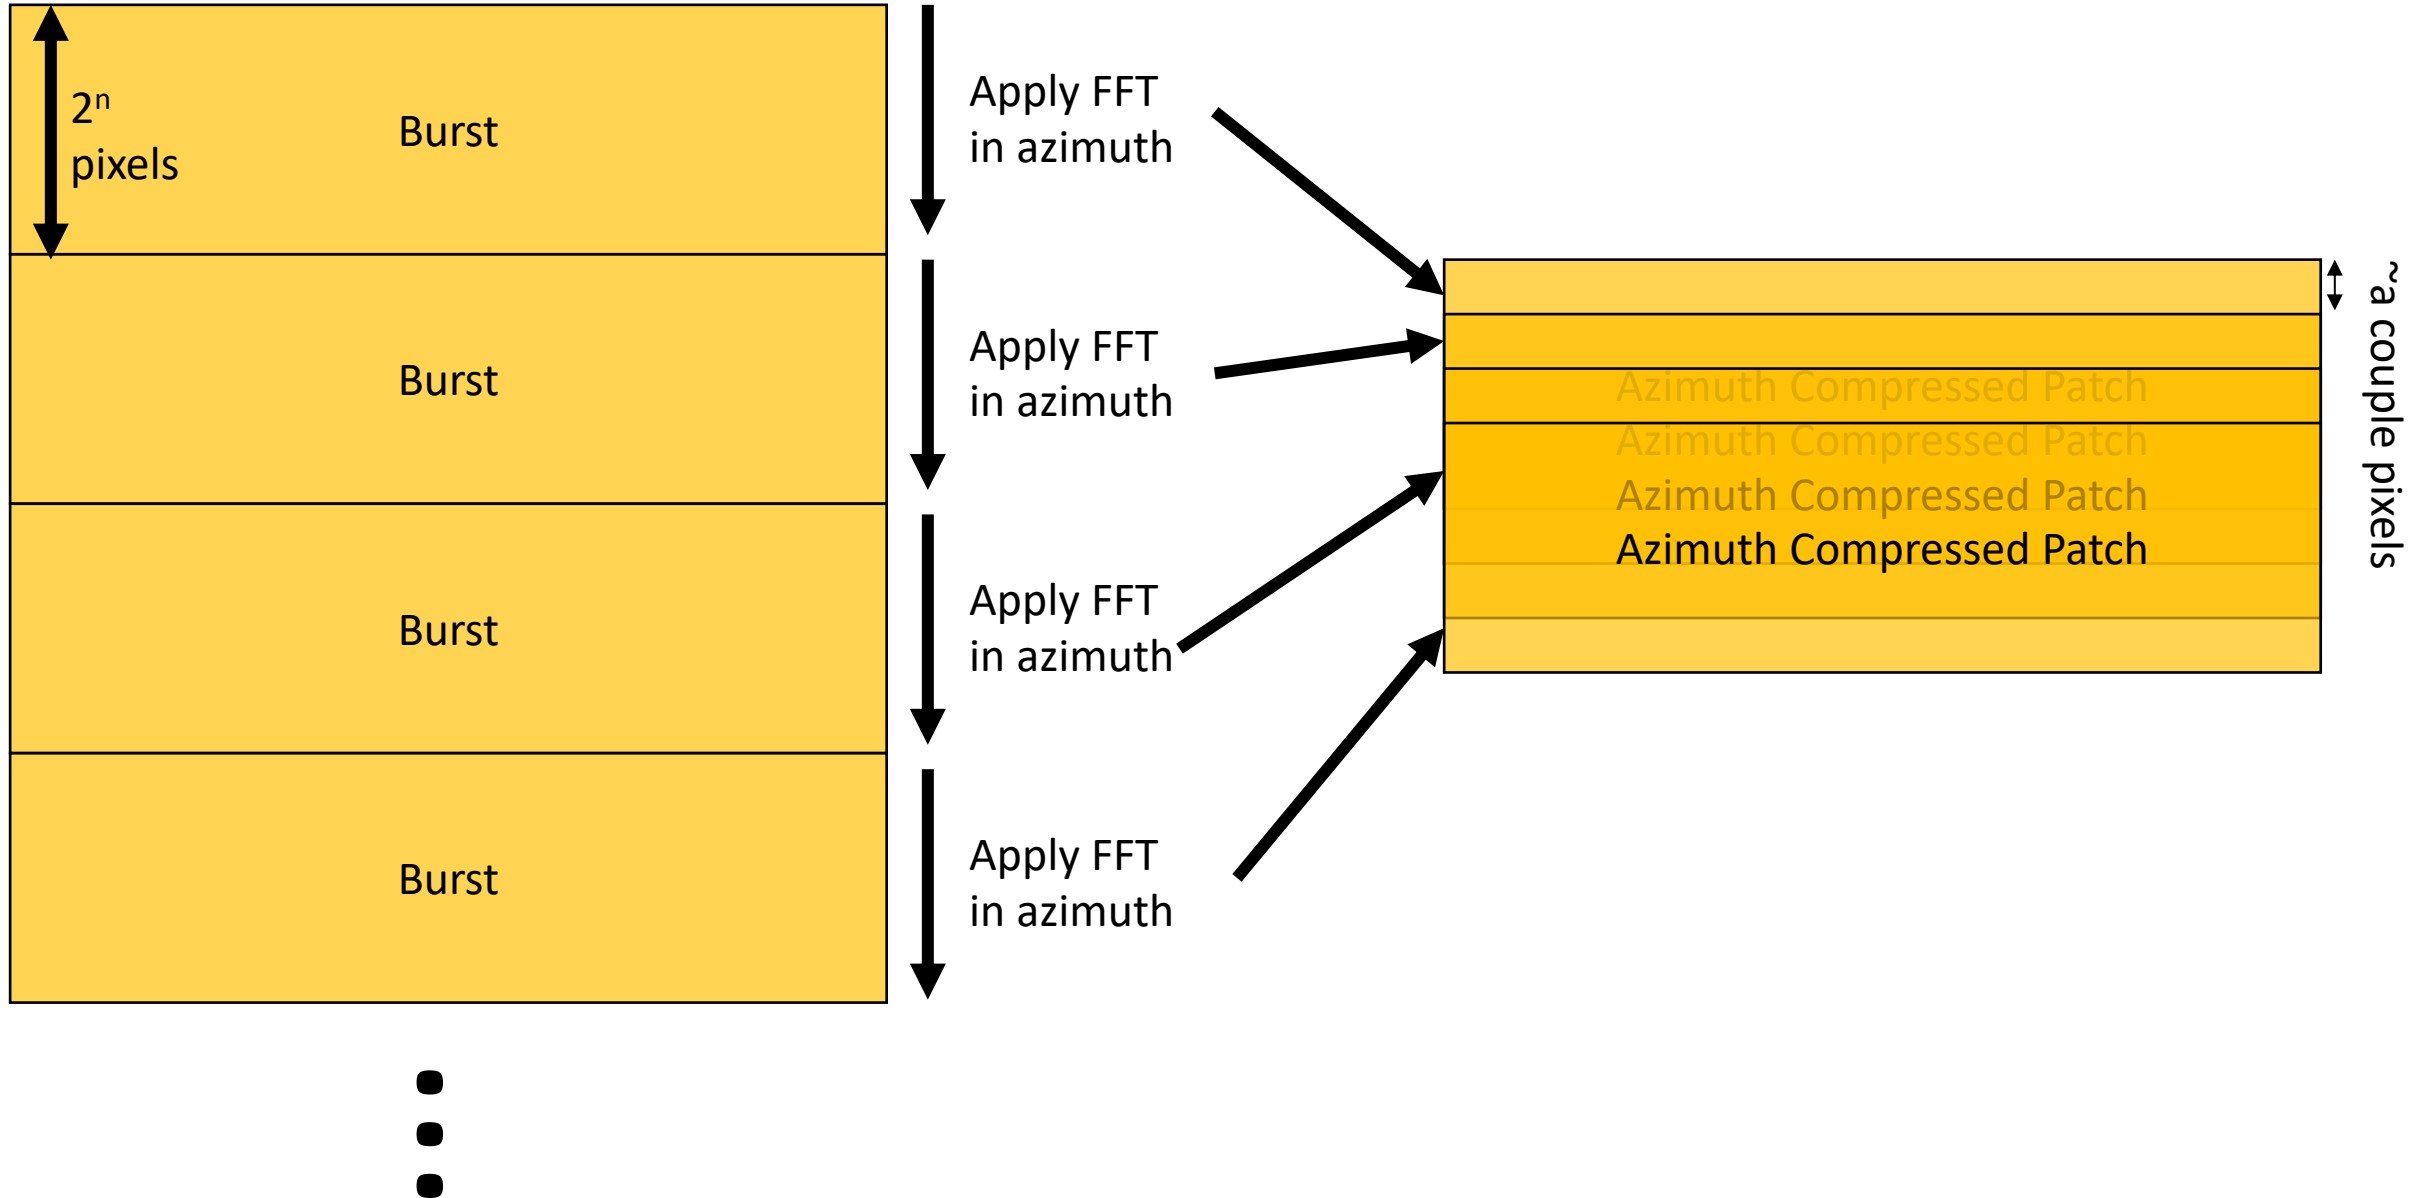 2ⁿ
pixels
Burst
Apply FFT
in azimuth
Burst
Apply FFT
in azimuth
Burst
Apply FFT
in azimuth
Burst
Apply FFT
in azimuth
Azimuth Compressed Patch
Azimuth Compressed Patch
Azimuth Compressed Patch
Azimuth Compressed Patch
~a couple pixels